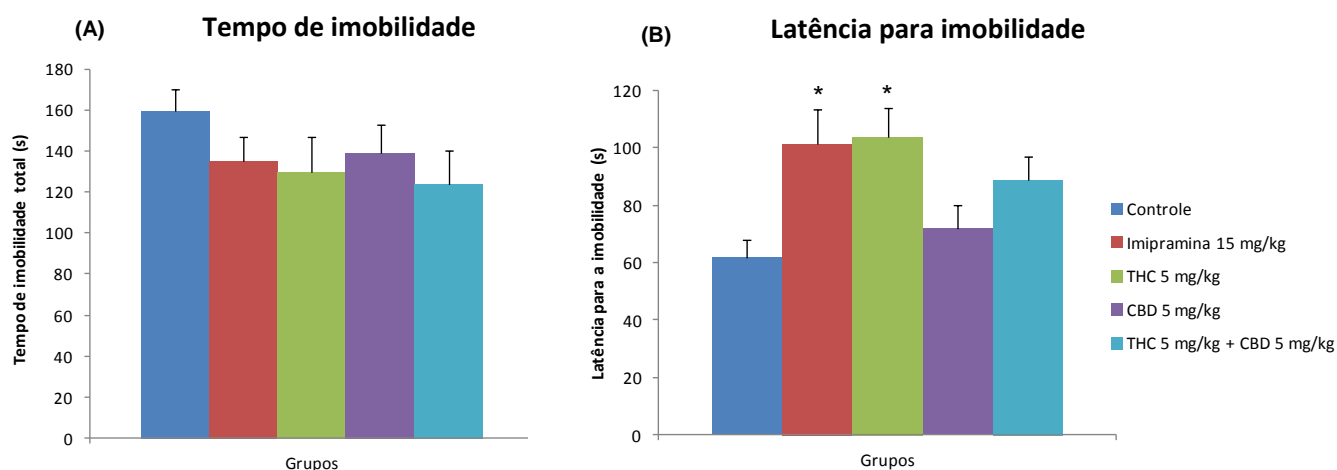 (A)
Tempo de imobilidade
Tempo de imobilidade total (s)
180
160
140
120
100
80
60
40
20
0
Grupos
(B)
Latência para imobilidade
Latência para a imobilidade (s)
120
100
80
60
40
20
0
*
*
Grupos
Controle
Imipramina 15 mg/kg
THC 5 mg/kg
CBD 5 mg/kg
THC 5 mg/kg + CBD 5 mg/kg